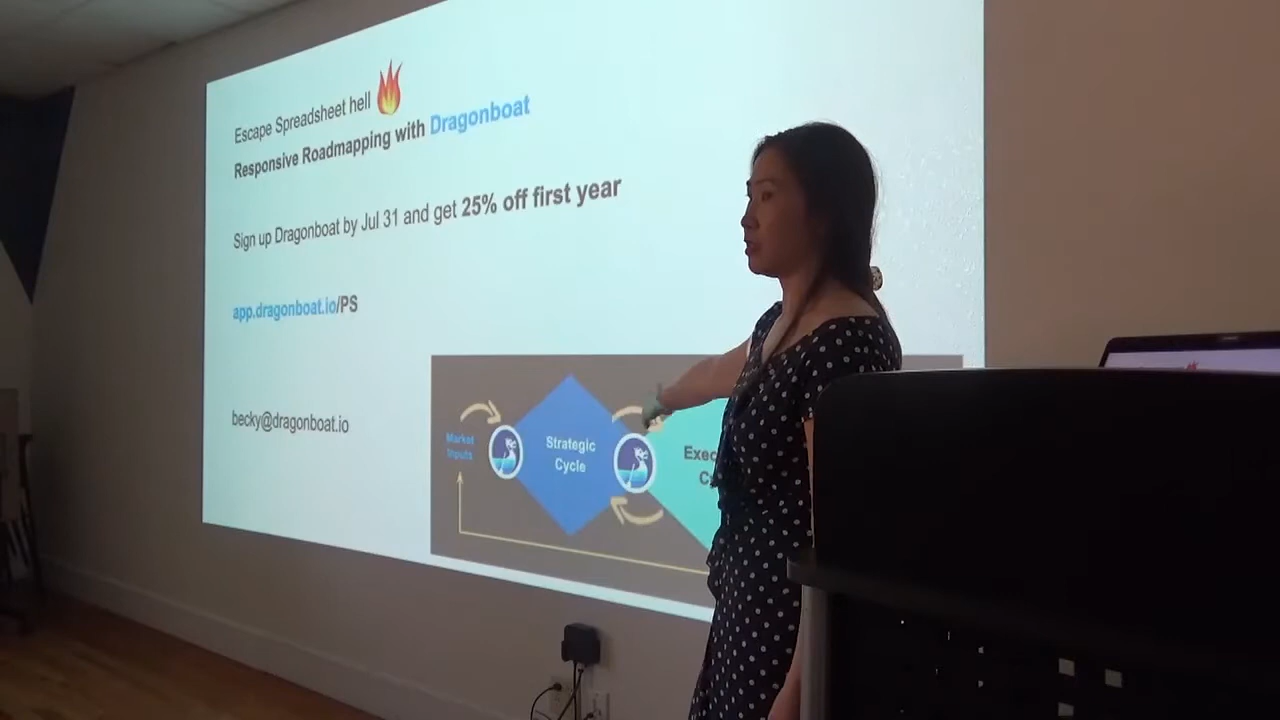 Escape Spreadsheet hell
Responsive Roadmapping with Dragonboat
Sign up Dragonboat by Jul 31 and get 25% off first year
app.dragonboat.io/PS
becky@dragonboat.io
Market
Inputs
Strategic
Cycle